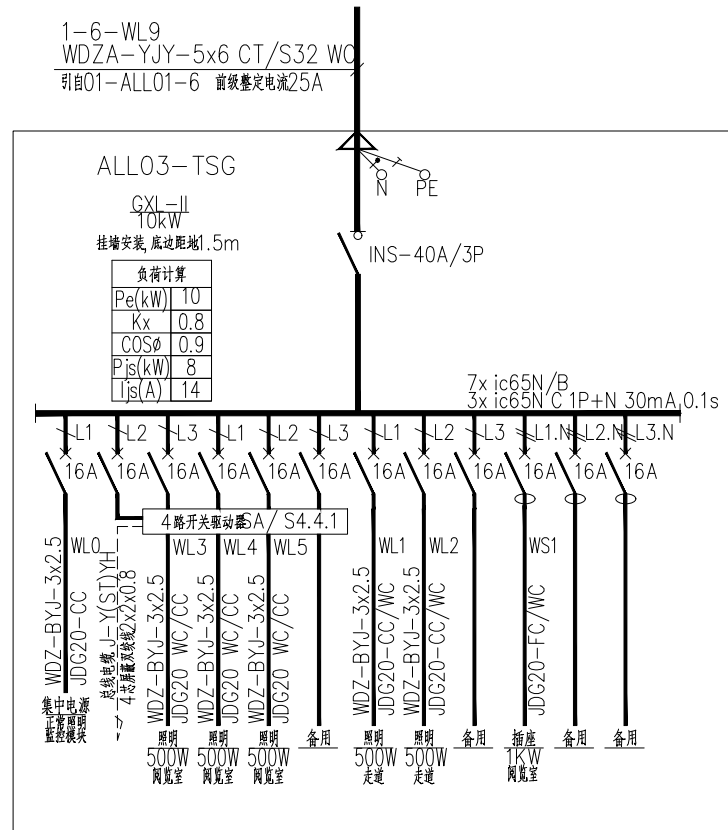 1-6-WL9
WDZA-YJY-5x6 CT/S32 WC
引自01-ALL01-6 前级整定电流25A
N PE
ALL03-TSG
GXL-II
10kW
挂墙安装,底边距地1.5m
INS-40A/3P
负荷计算
Pe(kW) 10
Kx 0.8
COSø 0.9
Pjs(kW) 8
Ijs(A) 14
7x ic65N/B
3x ic65N C 1P+N 30mA,0.1s
L1 L2 L3 L1 L2 L3 L1 L2 L3 L1.N L2.N L3.N
16A 16A 16A 16A 16A 16A 16A 16A 16A 16A 16A 16A
4路开关驱动器SA/ S4.4.1
WL0 WL3 WL4 WL5 WL1 WL2 WS1
WDZ-BYJ-3x2.5
JDG20-CC
总线电缆J-Y(ST)YH
4芯屏蔽双绞线2x2x0.8
WDZ-BYJ-3x2.5
JDG20 WC/CC
WDZ-BYJ-3x2.5
JDG20 WC/CC
WDZ-BYJ-3x2.5
JDG20 WC/CC
WDZ-BYJ-3x2.5
JDG20-CC/WC
WDZ-BYJ-3x2.5
JDG20-CC/WC
WDZ-BYJ-3x2.5
JDG20-FC/WC
集中电源
正常照明
监控模块
照明
500W
阅览室
照明
500W
阅览室
照明
500W
阅览室
备用
照明
500W
走道
照明
500W
走道
备用
插座
1KW
阅览室
备用
备用